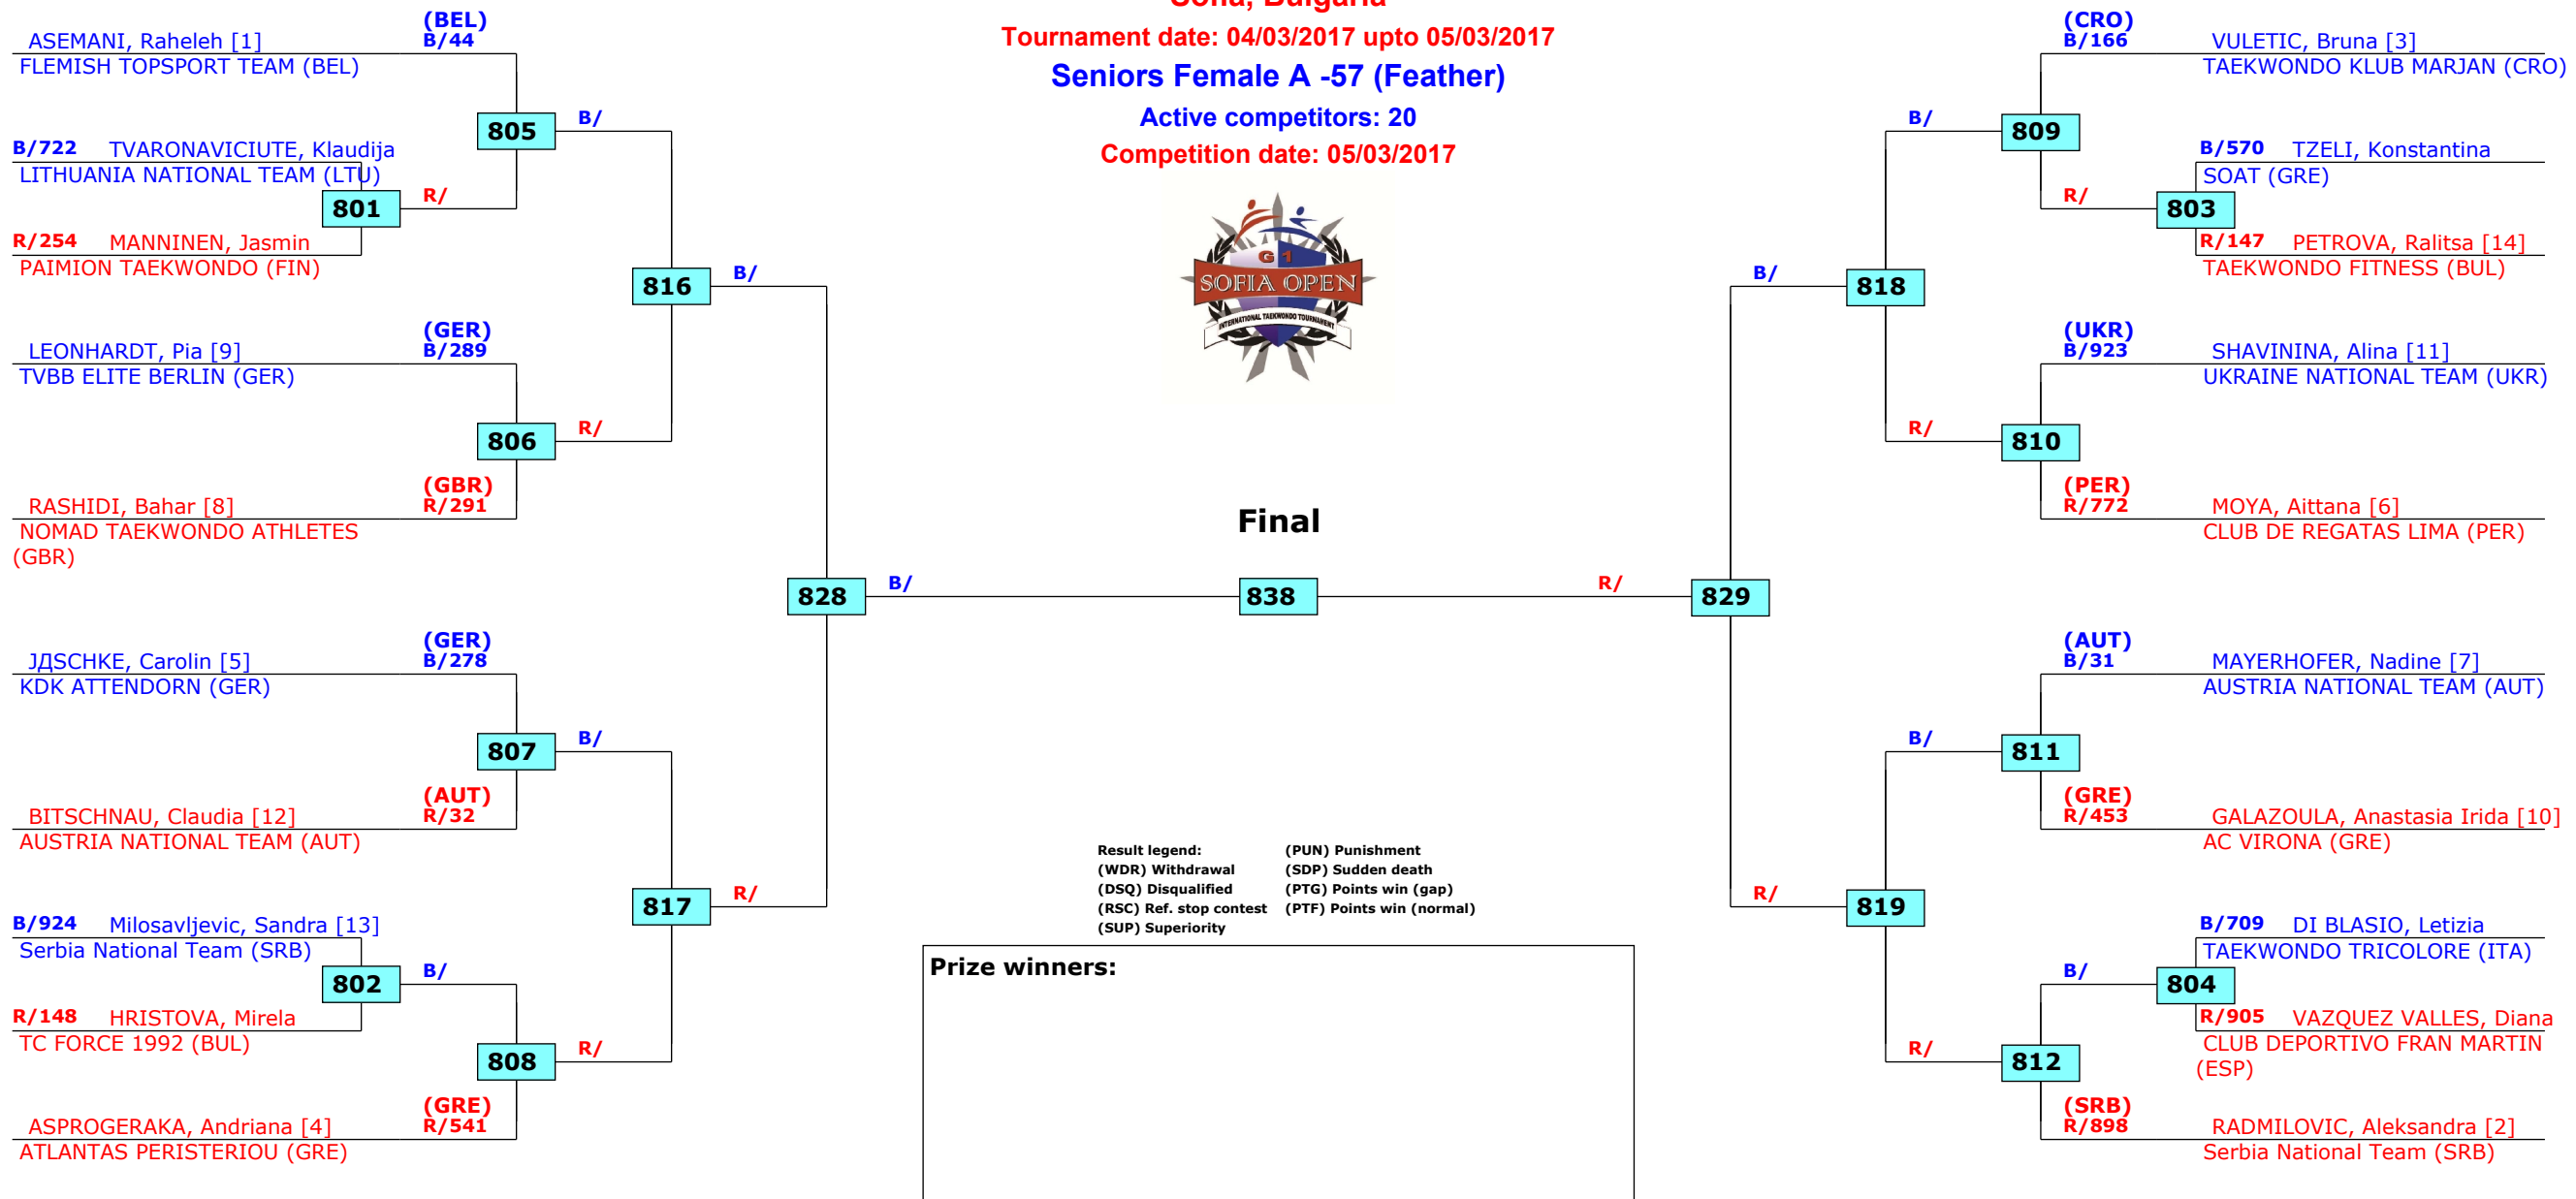 Sofia, Bulgaria
Tournament date: 04/03/2017 upto 05/03/2017
Seniors Female A -57 (Feather)
Active competitors: 20
Competition date: 05/03/2017
G 1
SOFIA OPEN
INTERNATIONAL TAEKWONDO TOURNAMENT
(BEL)
ASEMANI, Raheleh [1] B/44
FLEMISH TOPSPORT TEAM (BEL)
805 B/
B/722 TVARONAVICIUTE, Klaudija
LITHUANIA NATIONAL TEAM (LTU)
801 R/
R/254 MANNINEN, Jasmin
PAIMION TAEKWONDO (FIN)
816 B/
(GER)
LEONHARDT, Pia [9] B/289
TVBB ELITE BERLIN (GER)
806 R/
(GBR)
RASHIDI, Bahar [8] R/291
NOMAD TAEKWONDO ATHLETES
(GBR)
828 B/
(GER)
JДSCHKE, Carolin [5] B/278
KDK ATTENDORN (GER)
807 B/
(AUT)
BITSCHNAU, Claudia [12] R/32
AUSTRIA NATIONAL TEAM (AUT)
817 R/
B/924 Milosavljevic, Sandra [13]
Serbia National Team (SRB)
802 B/
R/148 HRISTOVA, Mirela
TC FORCE 1992 (BUL)
808 R/
(GRE)
ASPROGERAKA, Andriana [4] R/541
ATLANTAS PERISTERIOU (GRE)
Final
838
(CRO)
B/166 VULETIC, Bruna [3]
TAEKWONDO KLUB MARJAN (CRO)
B/ 809
B/570 TZELI, Konstantina
SOAT (GRE)
R/ 803
R/147 PETROVA, Ralitsa [14]
TAEKWONDO FITNESS (BUL)
B/ 818
(UKR)
B/923 SHAVININA, Alina [11]
UKRAINE NATIONAL TEAM (UKR)
R/ 810
(PER)
R/772 MOYA, Aittana [6]
CLUB DE REGATAS LIMA (PER)
R/ 829
(AUT)
B/31 MAYERHOFER, Nadine [7]
AUSTRIA NATIONAL TEAM (AUT)
B/ 811
(GRE)
R/453 GALAZOULA, Anastasia Irida [10]
AC VIRONA (GRE)
R/ 819
B/709 DI BLASIO, Letizia
TAEKWONDO TRICOLORE (ITA)
B/ 804
R/905 VAZQUEZ VALLES, Diana
CLUB DEPORTIVO FRAN MARTIN
(ESP)
R/ 812
(SRB)
R/898 RADMILOVIC, Aleksandra [2]
Serbia National Team (SRB)
Result legend: (PUN) Punishment
(WDR) Withdrawal (SDP) Sudden death
(DSQ) Disqualified (PTG) Points win (gap)
(RSC) Ref. stop contest (PTF) Points win (normal)
(SUP) Superiority
Prize winners: